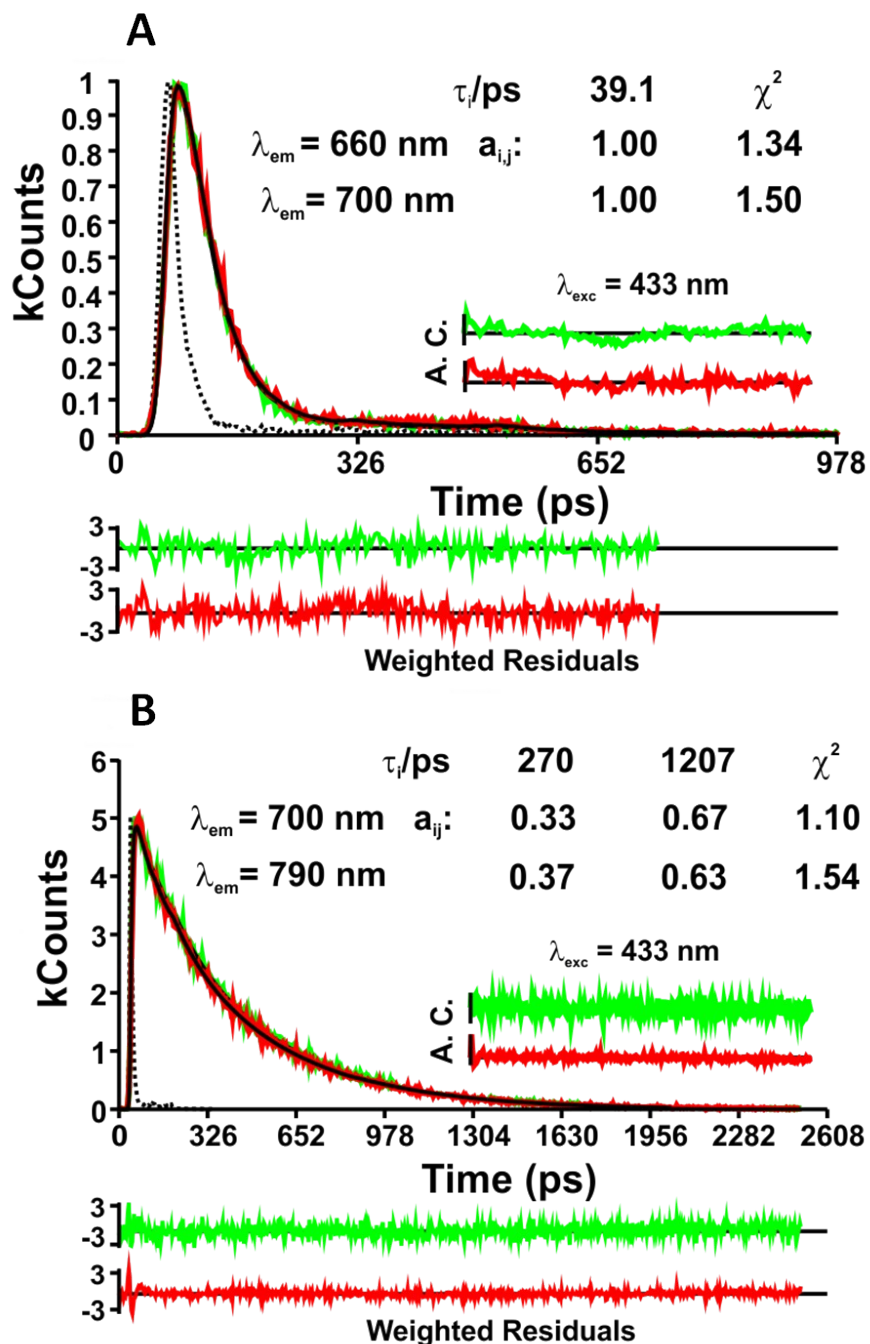 A
τi/ps 39.1 χ²
λem = 660 nm ai,j: 1.00 1.34
λem= 700 nm 1.00 1.50
λexc = 433 nm
A. C.
kCounts
1
0.9
0.8
0.7
0.6
0.5
0.4
0.3
0.2
0.1
0
0 326 652 978
Time (ps)
3
-3
3
-3
Weighted Residuals
B
τi/ps 270 1207 χ²
λem = 700 nm aij: 0.33 0.67 1.10
λem= 790 nm 0.37 0.63 1.54
λexc = 433 nm
A. C.
kCounts
6
5
4
3
2
1
0
0 326 652 978 1304 1630 1956 2282 2608
Time (ps)
3
-3
3
-3
Weighted Residuals